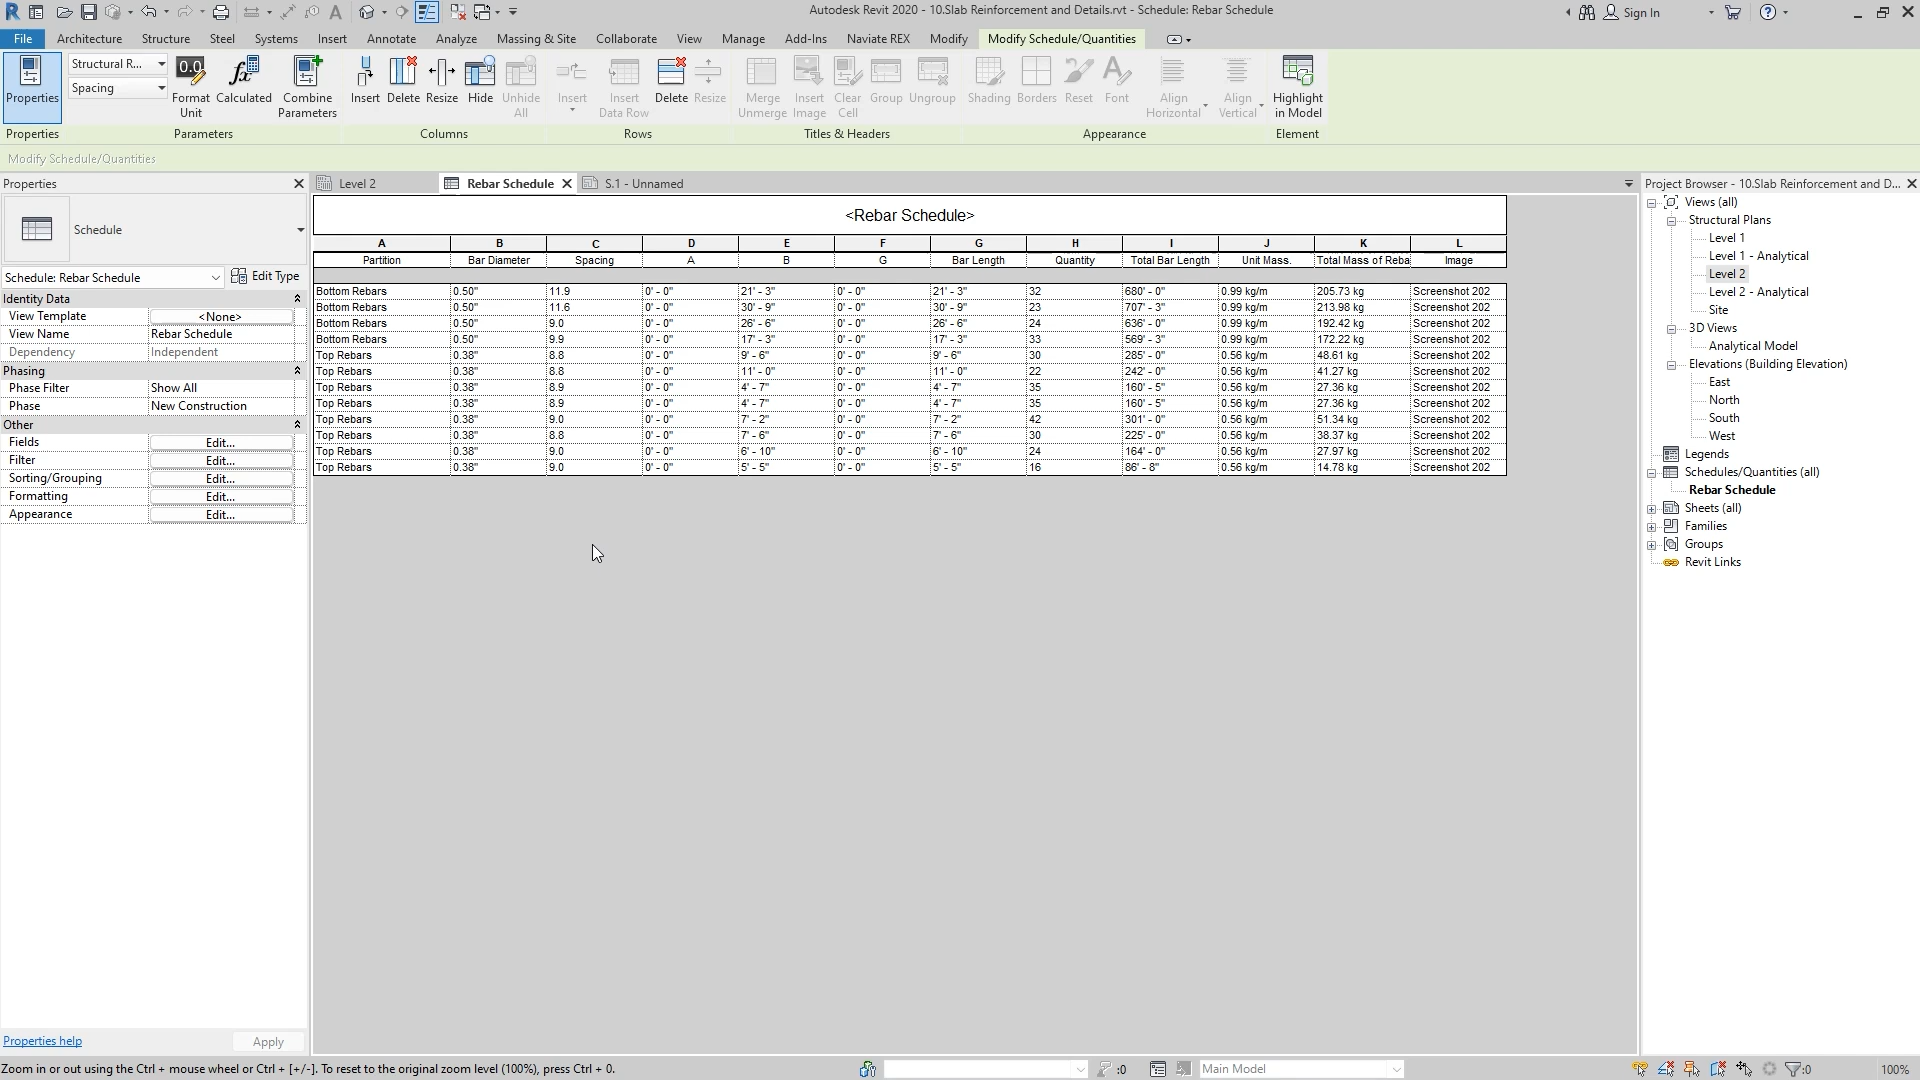 Autodesk Revit 2020 - 10.Slab Reinforcement and Details.rvt - Schedule: Rebar Schedule
Sign In
File Architecture Structure Steel Systems Insert Annotate Analyze Massing & Site Collaborate View Manage Add-Ins Naviate REX Modify Modify Schedule/Quantities
Properties
Structural R...
Spacing
Format Unit
Calculated
Combine Parameters
Insert Delete Resize Hide Unhide All
Insert Insert Data Row Delete Resize
Merge Unmerge Insert Image Clear Cell Group Ungroup
Shading Borders Reset Font Align Horizontal Align Vertical
Highlight in Model
Properties Parameters Columns Rows Titles & Headers Appearance Element
Modify Schedule/Quantities
Properties
Schedule
Schedule: Rebar Schedule Edit Type
Identity Data
View Template <None>
View Name Rebar Schedule
Dependency Independent
Phasing
Phase Filter Show All
Phase New Construction
Other
Fields Edit...
Filter Edit...
Sorting/Grouping Edit...
Formatting Edit...
Appearance Edit...
Properties help Apply
Level 2 Rebar Schedule S.1 - Unnamed
<Rebar Schedule>
A B C D E F G H I J K L
Partition Bar Diameter Spacing A B G Bar Length Quantity Total Bar Length Unit Mass. Total Mass of Reba Image
Bottom Rebars 0.50" 11.9 0' - 0" 21' - 3" 0' - 0" 21' - 3" 32 680' - 0" 0.99 kg/m 205.73 kg Screenshot 202
Bottom Rebars 0.50" 11.6 0' - 0" 30' - 9" 0' - 0" 30' - 9" 23 707' - 3" 0.99 kg/m 213.98 kg Screenshot 202
Bottom Rebars 0.50" 9.0 0' - 0" 26' - 6" 0' - 0" 26' - 6" 24 636' - 0" 0.99 kg/m 192.42 kg Screenshot 202
Bottom Rebars 0.50" 9.9 0' - 0" 17' - 3" 0' - 0" 17' - 3" 33 569' - 3" 0.99 kg/m 172.22 kg Screenshot 202
Top Rebars 0.38" 8.8 0' - 0" 9' - 6" 0' - 0" 9' - 6" 30 285' - 0" 0.56 kg/m 48.61 kg Screenshot 202
Top Rebars 0.38" 8.8 0' - 0" 11' - 0" 0' - 0" 11' - 0" 22 242' - 0" 0.56 kg/m 41.27 kg Screenshot 202
Top Rebars 0.38" 8.9 0' - 0" 4' - 7" 0' - 0" 4' - 7" 35 160' - 5" 0.56 kg/m 27.36 kg Screenshot 202
Top Rebars 0.38" 8.9 0' - 0" 4' - 7" 0' - 0" 4' - 7" 35 160' - 5" 0.56 kg/m 27.36 kg Screenshot 202
Top Rebars 0.38" 9.0 0' - 0" 7' - 2" 0' - 0" 7' - 2" 42 301' - 0" 0.56 kg/m 51.34 kg Screenshot 202
Top Rebars 0.38" 8.8 0' - 0" 7' - 6" 0' - 0" 7' - 6" 30 225' - 0" 0.56 kg/m 38.37 kg Screenshot 202
Top Rebars 0.38" 9.0 0' - 0" 6' - 10" 0' - 0" 6' - 10" 24 164' - 0" 0.56 kg/m 27.97 kg Screenshot 202
Top Rebars 0.38" 9.0 0' - 0" 5' - 5" 0' - 0" 5' - 5" 16 86' - 8" 0.56 kg/m 14.78 kg Screenshot 202
Project Browser - 10.Slab Reinforcement and D...
Views (all)
Structural Plans
Level 1
Level 1 - Analytical
Level 2
Level 2 - Analytical
Site
3D Views
Analytical Model
Elevations (Building Elevation)
East
North
South
West
Legends
Schedules/Quantities (all)
Rebar Schedule
Sheets (all)
Families
Groups
Revit Links
Zoom in or out using the Ctrl + mouse wheel or Ctrl + [+/-]. To reset to the original zoom level (100%), press Ctrl + 0.
:0
Main Model
:0
100%